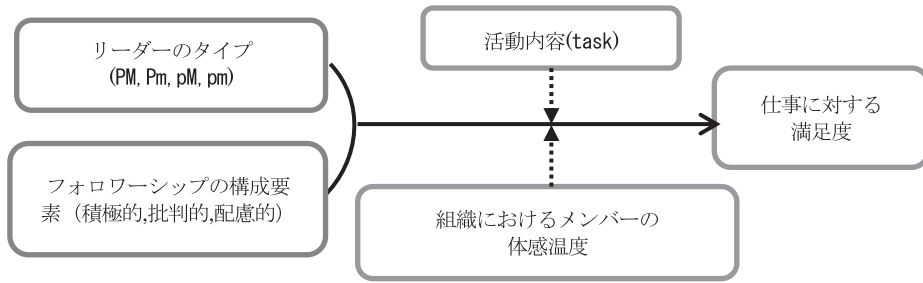 リーダーのタイプ
(PM, Pm, pM, pm)
フォロワーシップの構成要
素（積極的,批判的,配慮的）
活動内容(task)
組織におけるメンバーの
体感温度
仕事に対する
満足度